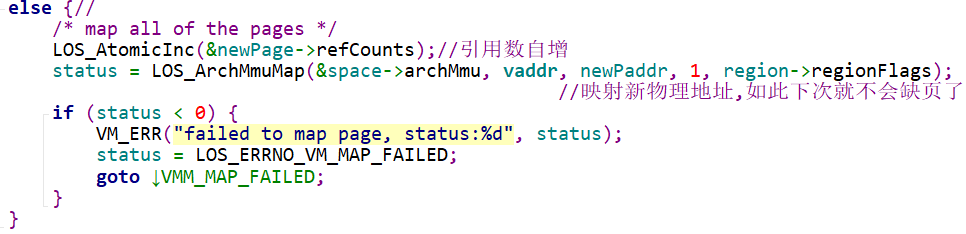 else {//
/* map all of the pages */
LOS_AtomicInc(&newPage->refCounts);//引用数自增
status = LOS_ArchMmuMap(&space->archMmu, vaddr, newPaddr, 1, region->regionFlags);
//映射新物理地址,如此下次就不会缺页了
if (status < 0) {
VM_ERR("failed to map page, status:%d", status);
status = LOS_ERRNO_VM_MAP_FAILED;
goto ↓VMM_MAP_FAILED;
}
}